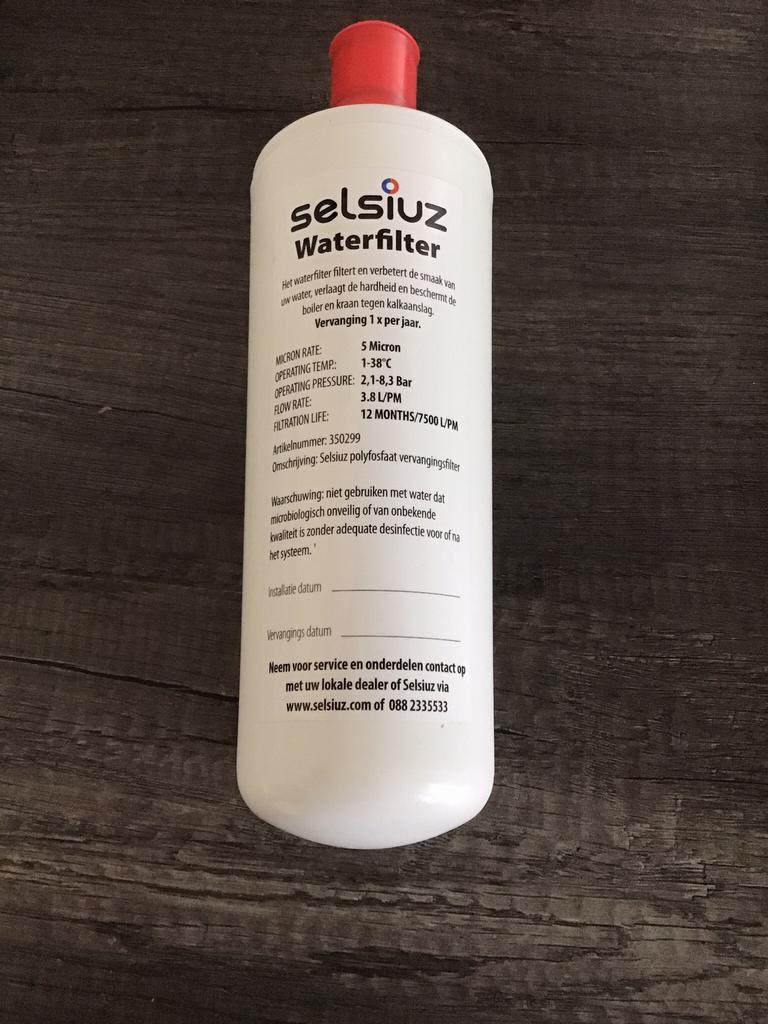 selsiuz
Waterfilter
Het waterfilter filtert en verbetert de smaak van
uw water, verlaagt de hardheid en beschermt de
boiler en kraan tegen kalkaanslag.
Vervanging 1 x per jaar.
MICRON RATE: 5 Micron
OPERATING TEMP.: 1-38°C
OPERATING PRESSURE: 2,1-8,3 Bar
FLOW RATE: 3.8 L/PM
FILTRATION LIFE: 12 MONTHS/7500 L/PM
Artikelnummer: 350299
Omschrijving: Selsiuz polyfosfaat vervangingsfilter
Waarschuwing: niet gebruiken met water dat
microbiologisch onveilig of van onbekende
kwaliteit is zonder adequate desinfectie voor of na
het systeem.
Installatie datum
Vervangings datum
Neem voor service en onderdelen contact op
met uw lokale dealer of Selsiuz via
www.selsiuz.com of 088 2335533